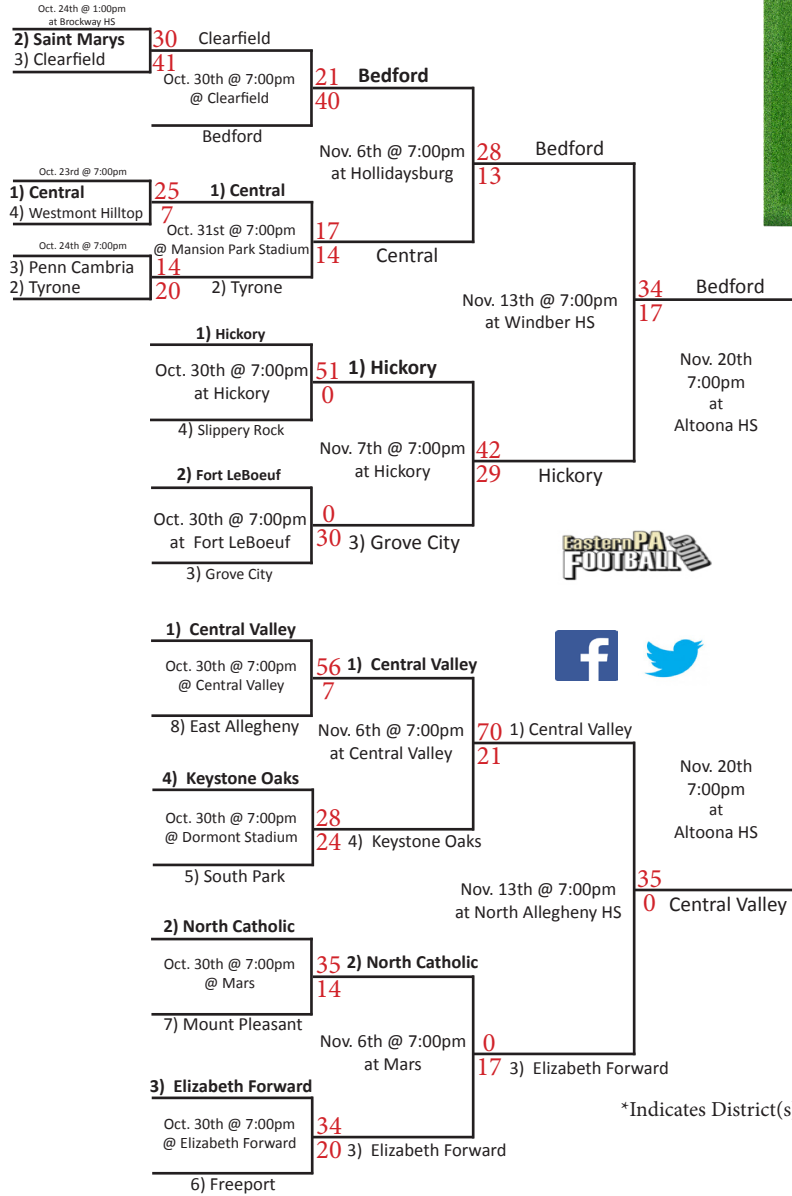 Oct. 24th @ 1:00pm
at Brockway HS
2) Saint Marys 30
3) Clearfield 41
Clearfield
Oct. 30th @ 7:00pm
@ Clearfield
21
40
Bedford
Bedford
Nov. 6th @ 7:00pm
at Hollidaysburg
28
13
Bedford
Oct. 23rd @ 7:00pm
1) Central 25
4) Westmont Hilltop 7
1) Central
Oct. 31st @ 7:00pm
@ Mansion Park Stadium
17
14
Central
Oct. 24th @ 7:00pm
3) Penn Cambria 14
2) Tyrone 20
2) Tyrone
Nov. 13th @ 7:00pm
at Windber HS
34
17
Bedford
Nov. 20th
7:00pm
at
Altoona HS
1) Hickory
Oct. 30th @ 7:00pm
at Hickory
51
0
1) Hickory
4) Slippery Rock
Nov. 7th @ 7:00pm
at Hickory
42
29
Hickory
2) Fort LeBoeuf
Oct. 30th @ 7:00pm
at Fort LeBoeuf
0
30
3) Grove City
3) Grove City
EasternPA
FOOTBALL
.com
1) Central Valley
Oct. 30th @ 7:00pm
@ Central Valley
56
7
1) Central Valley
8) East Allegheny
Nov. 6th @ 7:00pm
at Central Valley
70
21
1) Central Valley
4) Keystone Oaks
Oct. 30th @ 7:00pm
@ Dormont Stadium
28
24
4) Keystone Oaks
5) South Park
Nov. 20th
7:00pm
at
Altoona HS
Nov. 13th @ 7:00pm
at North Allegheny HS
35
0
Central Valley
2) North Catholic
Oct. 30th @ 7:00pm
@ Mars
35
14
2) North Catholic
7) Mount Pleasant
Nov. 6th @ 7:00pm
at Mars
0
17
3) Elizabeth Forward
3) Elizabeth Forward
Oct. 30th @ 7:00pm
@ Elizabeth Forward
34
20
3) Elizabeth Forward
6) Freeport
*Indicates District(s